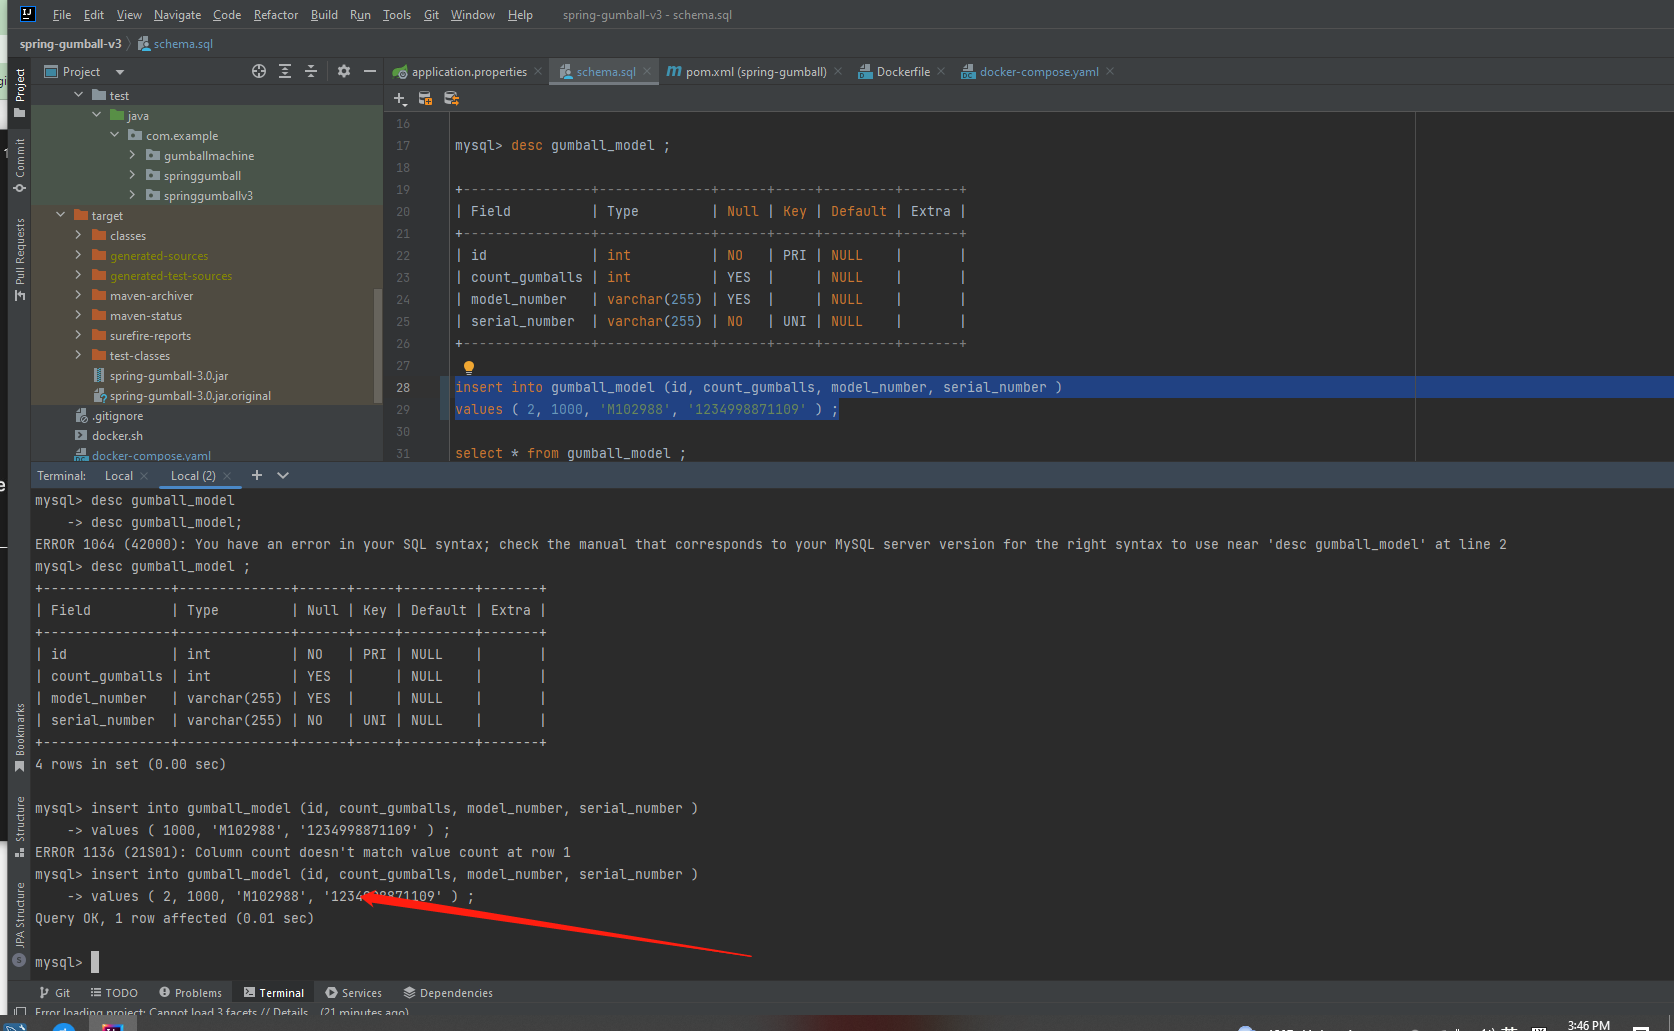 File Edit View Navigate Code Refactor Build Run Tools Git Window Help spring-gumball-v3 - schema.sql
spring-gumball-v3 schema.sql
Project
application.properties schema.sql pom.xml (spring-gumball) Dockerfile docker-compose.yaml
Project
Commit
Pull Requests
Bookmarks
Structure
JPA Structure
test
java
com.example
gumballmachine
springgumball
springgumballv3
target
classes
generated-sources
generated-test-sources
maven-archiver
maven-status
surefire-reports
test-classes
spring-gumball-3.0.jar
spring-gumball-3.0.jar.original
.gitignore
docker.sh
docker-compose.yaml
16
17 mysql> desc gumball_model ;
18
19 +----------------+--------------+------+-----+---------+-------+
20 | Field | Type | Null | Key | Default | Extra |
21 +----------------+--------------+------+-----+---------+-------+
22 | id | int | NO | PRI | NULL | |
23 | count_gumballs | int | YES | | NULL | |
24 | model_number | varchar(255) | YES | | NULL | |
25 | serial_number | varchar(255) | NO | UNI | NULL | |
26 +----------------+--------------+------+-----+---------+-------+
27
28 insert into gumball_model (id, count_gumballs, model_number, serial_number )
29 values ( 2, 1000, 'M102988', '1234998871109' ) ;
30
31 select * from gumball_model ;
Terminal: Local Local (2)
mysql> desc gumball_model
-> desc gumball_model;
ERROR 1064 (42000): You have an error in your SQL syntax; check the manual that corresponds to your MySQL server version for the right syntax to use near 'desc gumball_model' at line 2
mysql> desc gumball_model ;
+----------------+--------------+------+-----+---------+-------+
| Field | Type | Null | Key | Default | Extra |
+----------------+--------------+------+-----+---------+-------+
| id | int | NO | PRI | NULL | |
| count_gumballs | int | YES | | NULL | |
| model_number | varchar(255) | YES | | NULL | |
| serial_number | varchar(255) | NO | UNI | NULL | |
+----------------+--------------+------+-----+---------+-------+
4 rows in set (0.00 sec)
mysql> insert into gumball_model (id, count_gumballs, model_number, serial_number )
-> values ( 1000, 'M102988', '1234998871109' ) ;
ERROR 1136 (21S01): Column count doesn't match value count at row 1
mysql> insert into gumball_model (id, count_gumballs, model_number, serial_number )
-> values ( 2, 1000, 'M102988', '1234998871109' ) ;
Query OK, 1 row affected (0.01 sec)
mysql>
Git TODO Problems Terminal Services Dependencies
Error loading project: Cannot load 3 facets // Details... (21 minutes ago)
3:46 PM